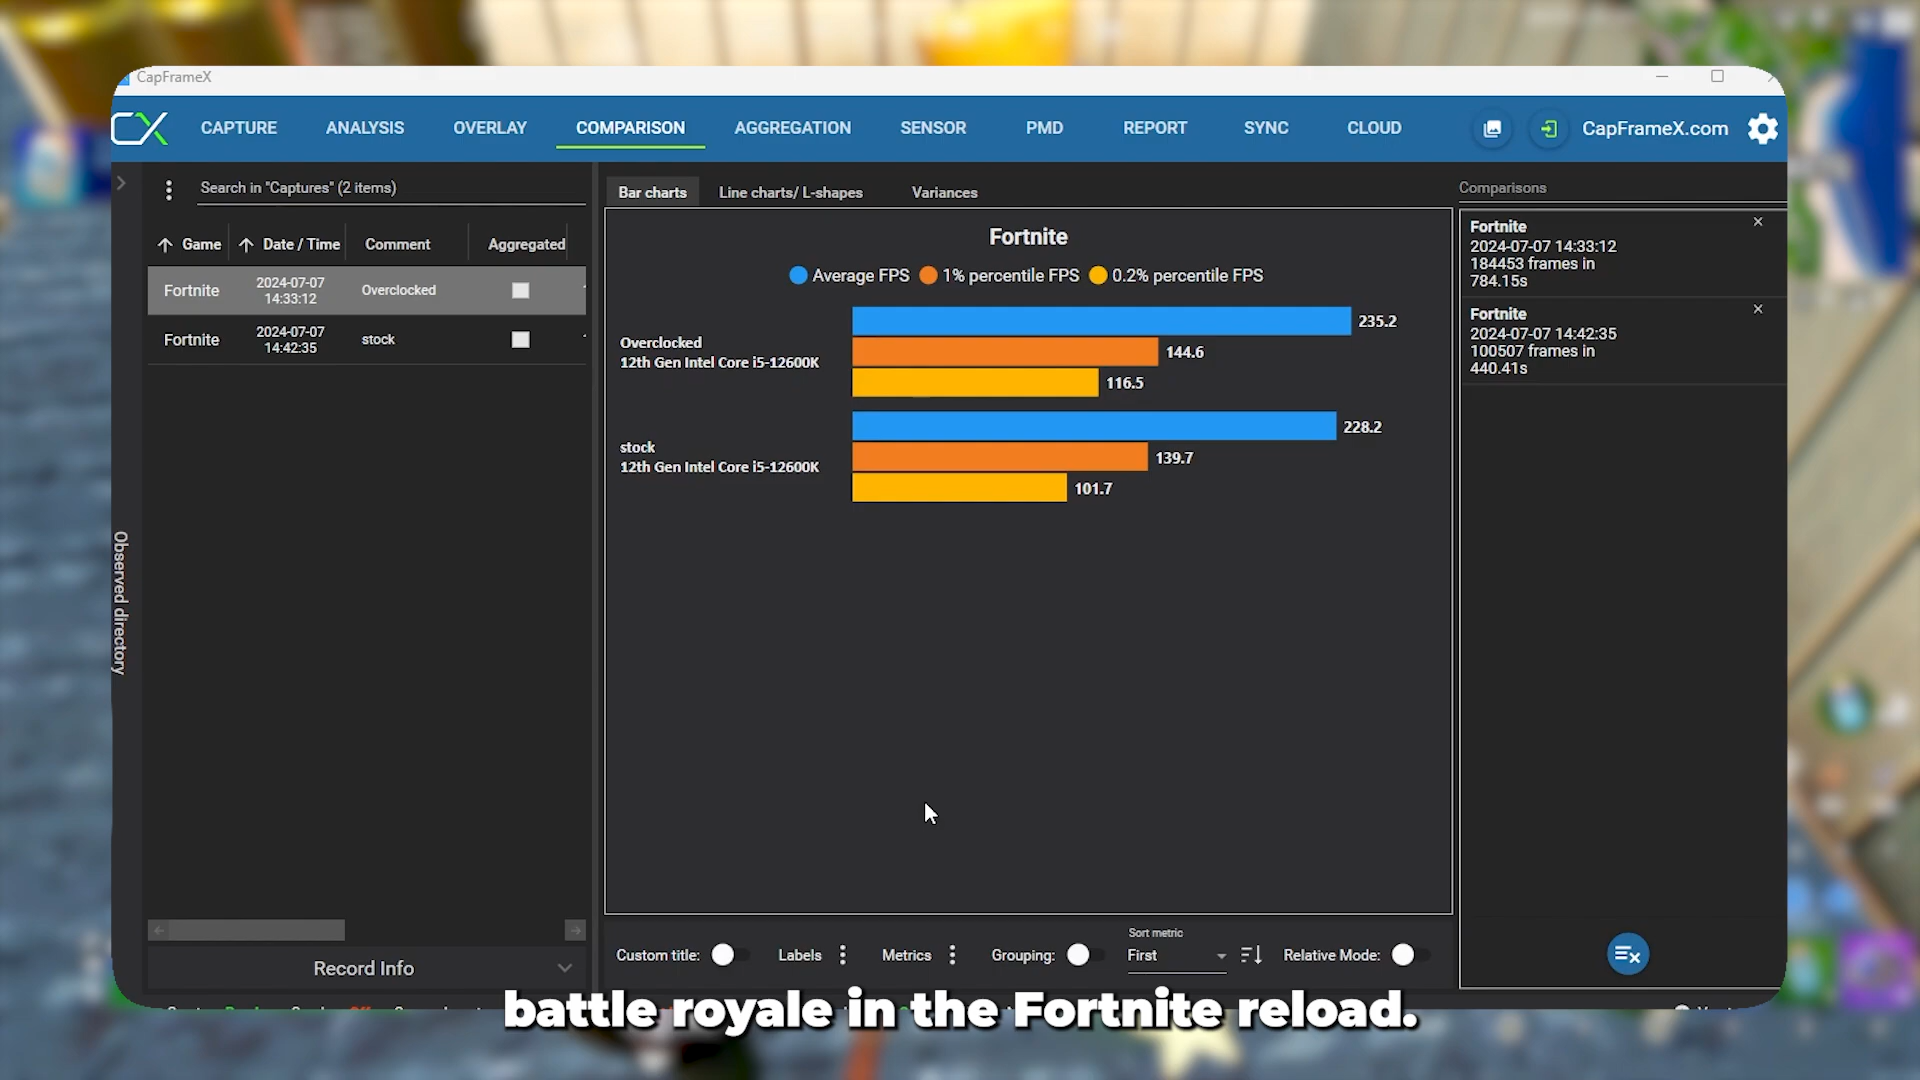 CapFrameX
CX CAPTURE ANALYSIS OVERLAY COMPARISON AGGREGATION SENSOR PMD REPORT SYNC CLOUD CapFrameX.com
Search in "Captures" (2 items)
Game Date / Time Comment Aggregated
Fortnite 2024-07-07 14:33:12 Overclocked
Fortnite 2024-07-07 14:42:35 stock
Observed directory
Record Info
Bar charts Line charts/ L-shapes Variances
Fortnite
Average FPS 1% percentile FPS 0.2% percentile FPS
Overclocked
12th Gen Intel Core i5-12600K
235.2
144.6
116.5
stock
12th Gen Intel Core i5-12600K
228.2
139.7
101.7
Custom title: Labels Metrics Grouping: Sort metric First Relative Mode:
Comparisons
Fortnite
2024-07-07 14:33:12
184453 frames in
784.15s
Fortnite
2024-07-07 14:42:35
100507 frames in
440.41s
battle royale in the Fortnite reload.